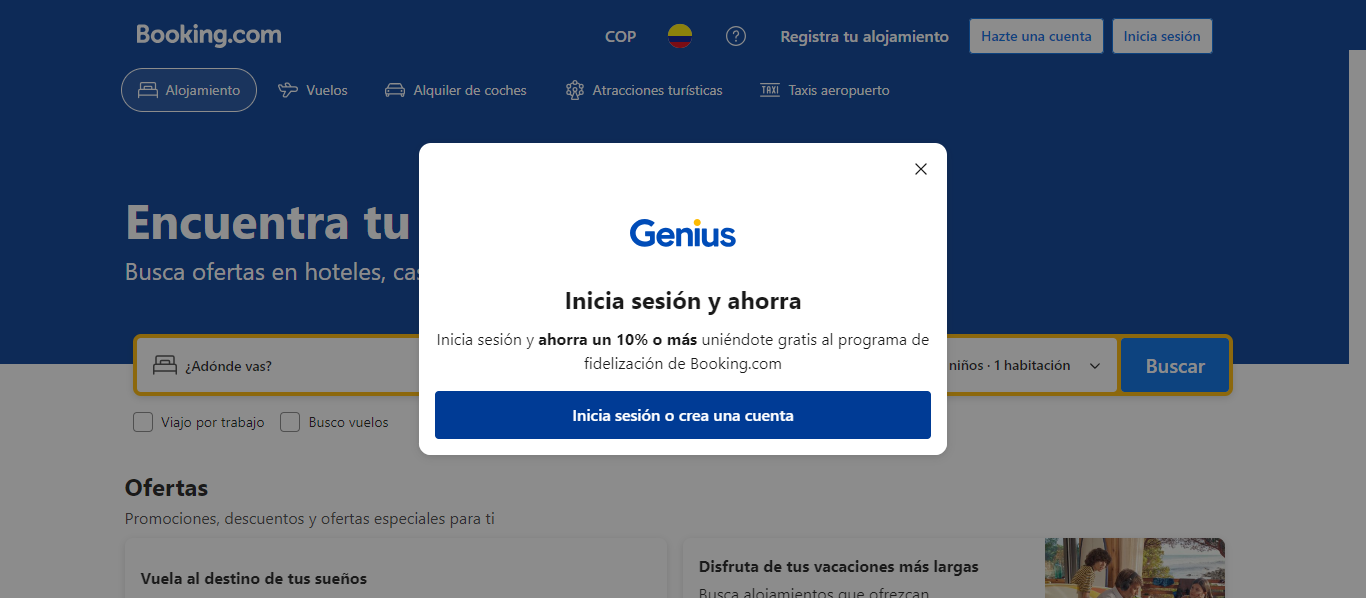 Booking.com
COP
Registra tu alojamiento
Hazte una cuenta
Inicia sesión
Alojamiento
Vuelos
Alquiler de coches
Atracciones turísticas
TAXI
Taxis aeropuerto
Genius
Inicia sesión y ahorra
Inicia sesión y ahorra un 10% o más uniéndote gratis al programa de
fidelización de Booking.com
Inicia sesión o crea una cuenta
Encuentra tu
Busca ofertas en hoteles,
¿Adónde vas?
niños · 1 habitación
Buscar
Viajo por trabajo
Busco vuelos
Ofertas
Promociones, descuentos y ofertas especiales para ti
Vuela al destino de tus sueños
Disfruta de tus vacaciones más largas
Busca alojamientos que ofrezcan